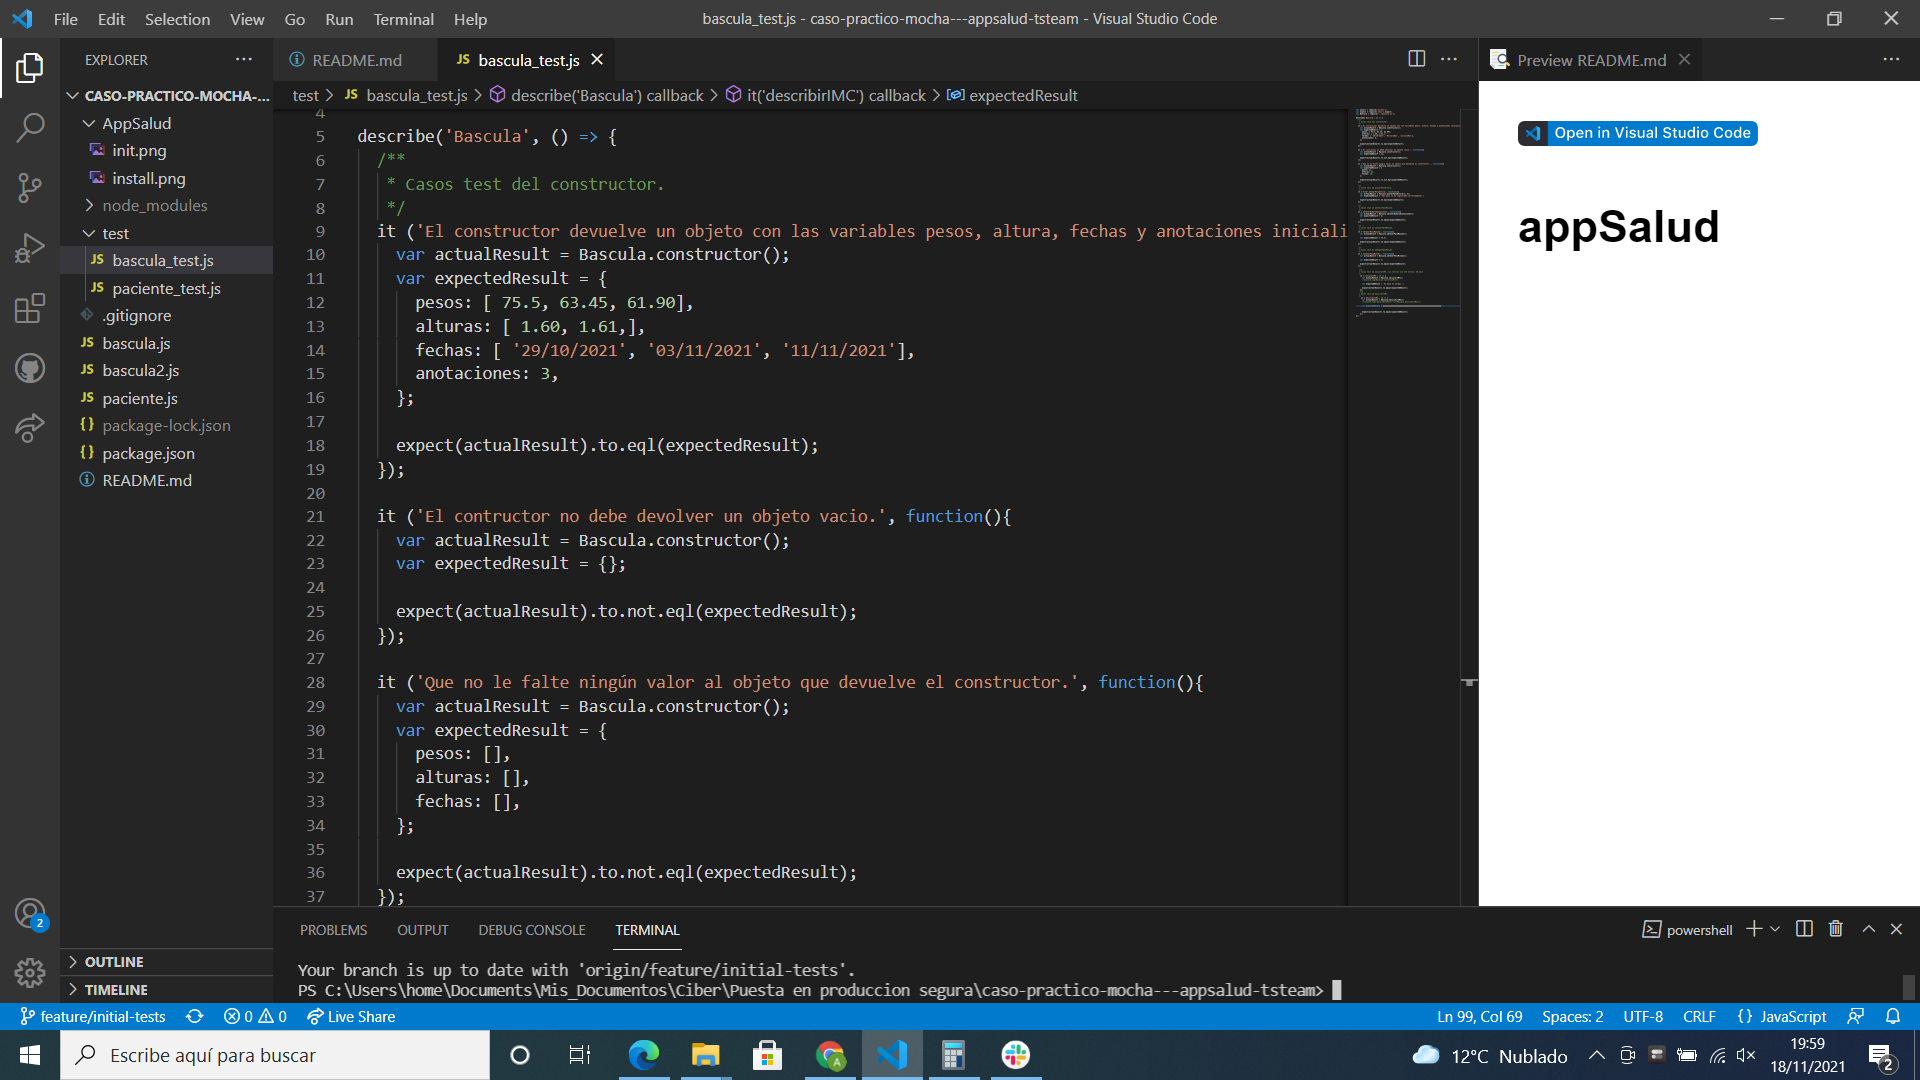 File Edit Selection View Go Run Terminal Help
bascula_test.js - caso-practico-mocha---appsalud-tsteam - Visual Studio Code
EXPLORER
CASO-PRACTICO-MOCHA-...
AppSalud
init.png
install.png
node_modules
test
JS bascula_test.js
JS paciente_test.js
.gitignore
JS bascula.js
JS bascula2.js
JS paciente.js
{} package-lock.json
{} package.json
README.md
OUTLINE
TIMELINE
README.md
JS bascula_test.js
test > JS bascula_test.js > describe('Bascula') callback > it('describirIMC') callback > expectedResult
4
5 describe('Bascula', () => {
6 /**
7 * Casos test del constructor.
8 */
9 it ('El constructor devuelve un objeto con las variables pesos, altura, fechas y anotaciones iniciali
10 var actualResult = Bascula.constructor();
11 var expectedResult = {
12 pesos: [ 75.5, 63.45, 61.90],
13 alturas: [ 1.60, 1.61,],
14 fechas: [ '29/10/2021', '03/11/2021', '11/11/2021'],
15 anotaciones: 3,
16 };
17
18 expect(actualResult).to.eql(expectedResult);
19 });
20
21 it ('El contructor no debe devolver un objeto vacio.', function(){
22 var actualResult = Bascula.constructor();
23 var expectedResult = {};
24
25 expect(actualResult).to.not.eql(expectedResult);
26 });
27
28 it ('Que no le falte ningún valor al objeto que devuelve el constructor.', function(){
29 var actualResult = Bascula.constructor();
30 var expectedResult = {
31 pesos: [],
32 alturas: [],
33 fechas: [],
34 };
35
36 expect(actualResult).to.not.eql(expectedResult);
37 });
Preview README.md
Open in Visual Studio Code
appSalud
PROBLEMS OUTPUT DEBUG CONSOLE TERMINAL
powershell
Your branch is up to date with 'origin/feature/initial-tests'.
PS C:\Users\home\Documents\Mis_Documentos\Ciber\Puesta en produccion segura\caso-practico-mocha---appsalud-tsteam>
2
feature/initial-tests 0 0 Live Share
Ln 99, Col 69 Spaces: 2 UTF-8 CRLF {} JavaScript
Escribe aquí para buscar
A
12°C Nublado
19:59
18/11/2021
2